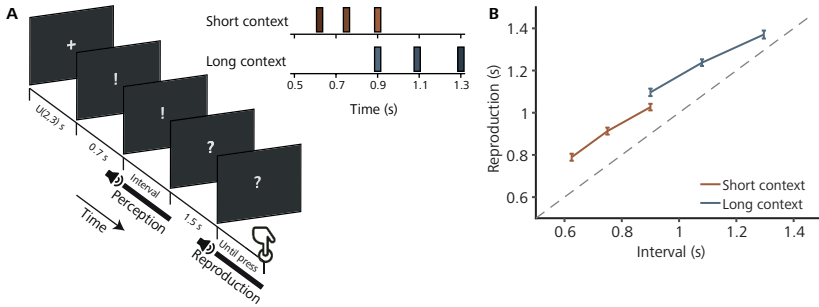 A
+
!
!
?
?
U(2,3) s
0.7 s
Interval
1.5 s
Until press
Perception
Reproduction
Time
Short context
Long context
0.5 0.7 0.9 1.1 1.3
Time (s)
B
Reproduction (s)
1.4
1.2
1
0.8
0.6
Short context
Long context
0.6 0.8 1 1.2 1.4
Interval (s)